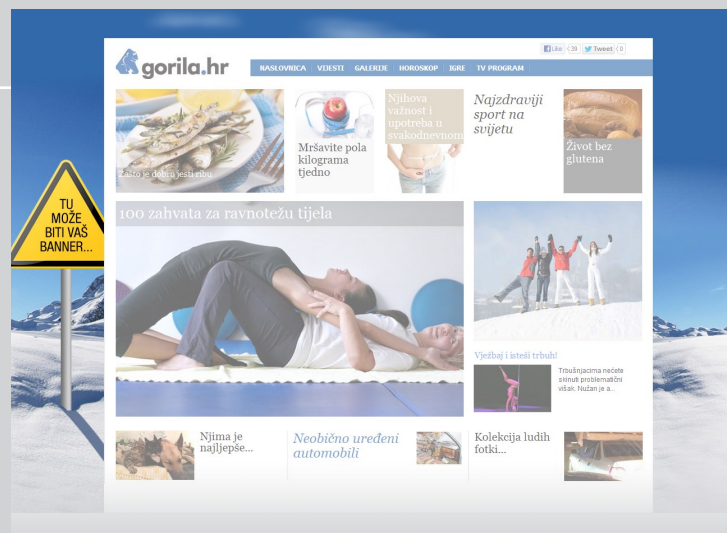 Like 39 Tweet 0
gorila.hr
NASLOVNICA VIJESTI GALERIJE HOROSKOP IGRE TV PROGRAM
Zašto je dobro jesti ribu
Mršavite pola
kilograma
tjedno
Njihova
važnost i
upotreba u
svakodnevnom
Najzdraviji
sport na
svijetu
Život bez
glutena
TU
MOŽE
BITI VAŠ
BANNER...
100 zahvata za ravnotežu tijela
Vježbaj i istesi trbuh!
Trbušnjacima nećete
skinuti problematični
višak. Nužan je a...
Njima je
najljepše...
Neobično uređeni
automobili
Kolekcija ludih
fotki...